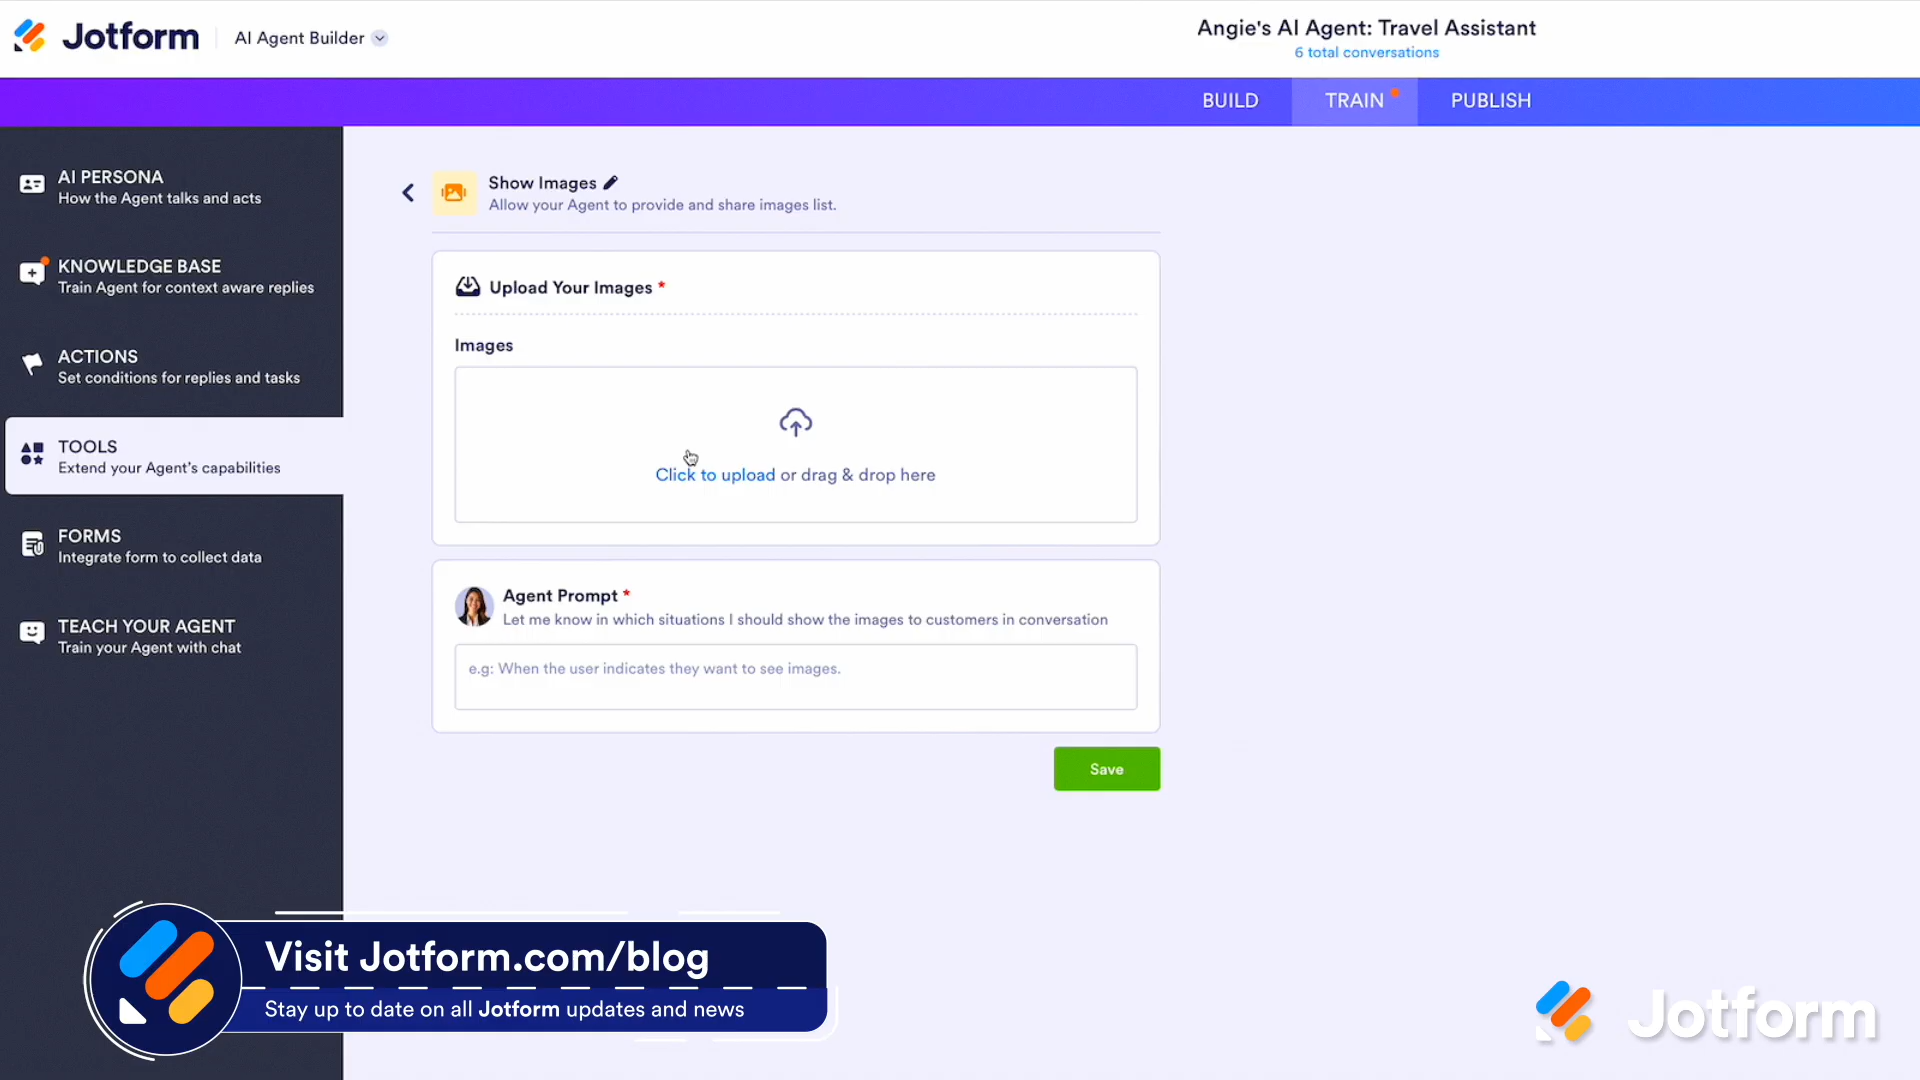 Jotform
AI Agent Builder
Angie's AI Agent: Travel Assistant
6 total conversations
BUILD
TRAIN
PUBLISH
AI PERSONA
How the Agent talks and acts
KNOWLEDGE BASE
Train Agent for context aware replies
ACTIONS
Set conditions for replies and tasks
TOOLS
Extend your Agent's capabilities
FORMS
Integrate form to collect data
TEACH YOUR AGENT
Train your Agent with chat
Show Images
Allow your Agent to provide and share images list.
Upload Your Images *
Images
Click to upload or drag & drop here
Agent Prompt *
Let me know in which situations I should show the images to customers in conversation
e.g: When the user indicates they want to see images.
Save
Visit Jotform.com/blog
Stay up to date on all Jotform updates and news
Jotform